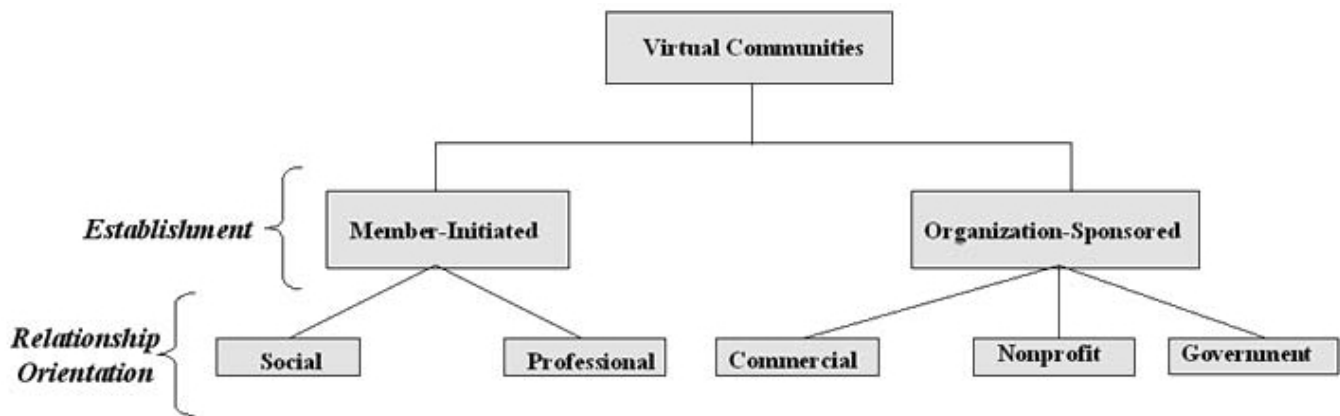 Virtual Communities
Establishment
Member-Initiated
Organization-Sponsored
Relationship
Orientation
Social
Professional
Commercial
Nonprofit
Government